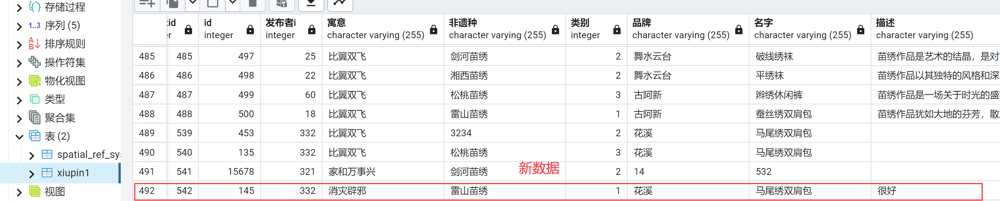 存储过程
1..3 序列 (5)
排序规则
操作符集
物化视图
类型
聚合集
表 (2)
spatial_ref_sy
xiupin1
视图
tid id 发布者i 寓意 非遗种 类别 品牌 名字 描述
er integer integer character varying (255) character varying (255) integer character varying (255) character varying (255) character varying (255)
485 485 497 25 比翼双飞 剑河苗绣 2 舞水云台 破线绣袜 苗绣作品是艺术的结晶，是对
486 486 498 22 比翼双飞 湘西苗绣 2 舞水云台 平绣袜 苗绣作品以其独特的风格和深
487 487 499 60 比翼双飞 松桃苗绣 3 古阿新 辫绣休闲裤 苗绣作品是一场关于时光的盛
488 488 500 18 比翼双飞 雷山苗绣 1 古阿新 蚕丝绣双肩包 苗绣作品犹如大地的芬芳，散
489 539 453 332 比翼双飞 3234 2 花溪 马尾绣双肩包
490 540 135 332 比翼双飞 松桃苗绣 3 花溪 马尾绣双肩包
新数据
491 541 15678 321 家和万事兴 剑河苗绣 2 14 532
492 542 145 332 消灾辟邪 雷山苗绣 1 花溪 马尾绣双肩包 很好